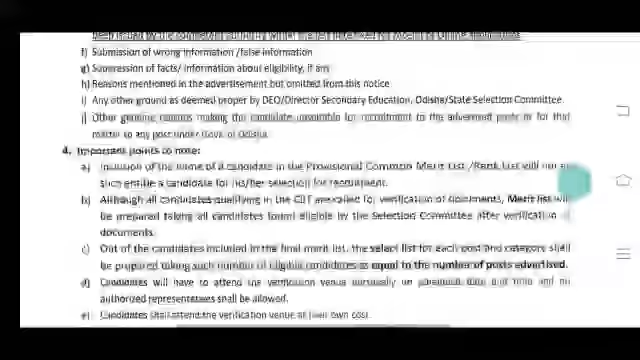 f) Submission of wrong information /false information
g) Suppression of facts/ information about eligibility, if any
h) Reasons mentioned in the advertisement but omitted from this notice
i) Any other ground as deemed proper by DEO/Director Secondary Education, Odisha/State Selection Committee.
j) Other genuine reasons making the candidate unsuitable for recruitment to the advertised posts or for that
matter to any post under Govt. of Odisha.
4. Important points to note:
a) Inclusion of the name of a candidate in the Provisional Common Merit List /Rank List will not
such entitle a candidate for his/her selection for recruitment.
b) Although all candidates qualifying in the CBT are called for verification of documents, Merit list will
be prepared taking all candidates found eligible by the Selection Committee after verification
documents.
c) Out of the candidates included in the final merit list, the select list for each post and category shall
be prepared taking such number of eligible candidates as equal to the number of posts advertised.
d) Candidates will have to attend the verification venue personally on date and time and no
authorized representatives shall be allowed.
e) Candidates shall attend the verification venue at their own cost.